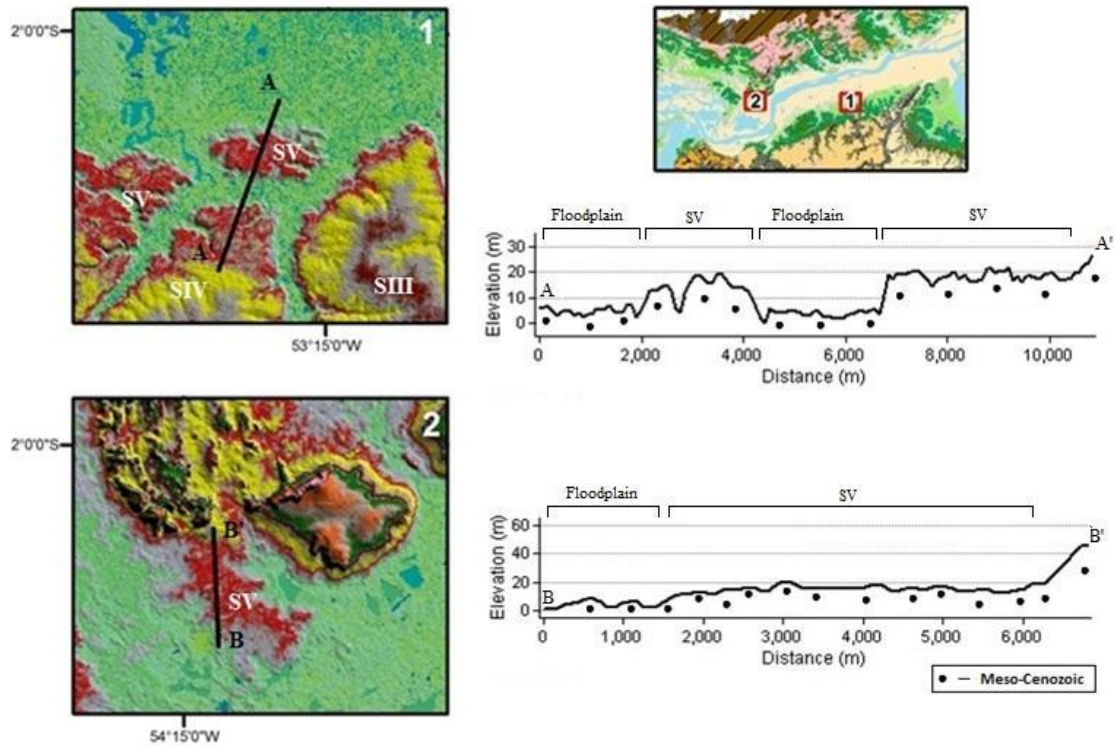 2°0'0"S
1
A
SV
SV
A'
SIV
SIII
53°15'0"W
2
1
Floodplain
SV
Floodplain
SV
Elevation (m)
30
20
10
0
A
A'
0
2,000
4,000
6,000
8,000
10,000
Distance (m)
2°0'0"S
2
B'
SV
B
54°15'0"W
Floodplain
SV
Elevation (m)
60
40
20
0
B
B'
0
1,000
2,000
3,000
4,000
5,000
6,000
Distance (m)
• — Meso-Cenozoic